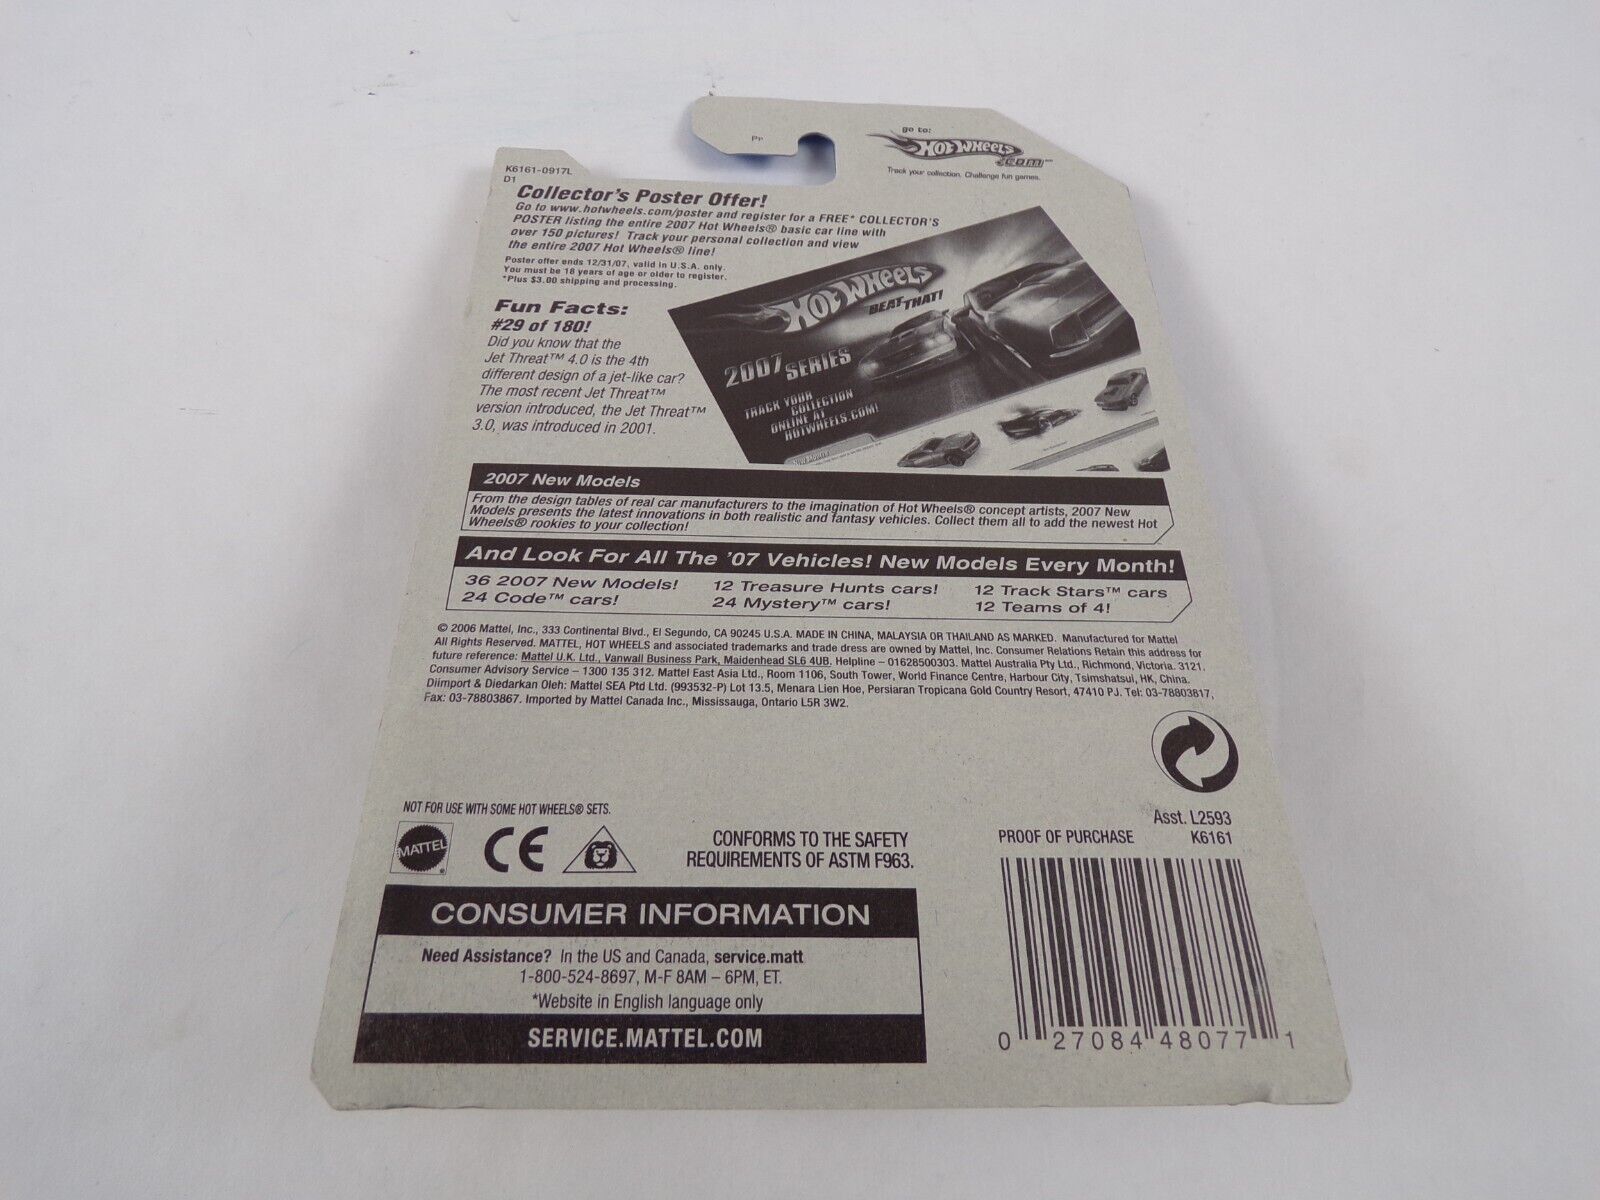 Pr
go to:
HOT WHEELS
.com™
Track your collection. Challenge fun games.
K6161-0917L
D1
Collector's Poster Offer!
Go to www.hotwheels.com/poster and register for a FREE* COLLECTOR'S
POSTER listing the entire 2007 Hot Wheels® basic car line with
over 150 pictures! Track your personal collection and view
the entire 2007 Hot Wheels® line!
Poster offer ends 12/31/07, valid in U.S.A. only.
You must be 18 years of age or older to register.
*Plus $3.00 shipping and processing.
HOT WHEELS
BEAT THAT!
2007 SERIES
TRACK YOUR
COLLECTION
ONLINE AT
HOTWHEELS.COM!
Fun Facts:
#29 of 180!
Did you know that the
Jet Threat™ 4.0 is the 4th
different design of a jet-like car?
The most recent Jet Threat™
version introduced, the Jet Threat™
3.0, was introduced in 2001.
2007 New Models
From the design tables of real car manufacturers to the imagination of Hot Wheels® concept artists, 2007 New
Models presents the latest innovations in both realistic and fantasy vehicles. Collect them all to add the newest Hot
Wheels® rookies to your collection!
And Look For All The '07 Vehicles! New Models Every Month!
36 2007 New Models! 12 Treasure Hunts cars! 12 Track Stars™ cars
24 Code™ cars! 24 Mystery™ cars! 12 Teams of 4!
© 2006 Mattel, Inc., 333 Continental Blvd., El Segundo, CA 90245 U.S.A. MADE IN CHINA, MALAYSIA OR THAILAND AS MARKED. Manufactured for Mattel
All Rights Reserved. MATTEL, HOT WHEELS and associated trademarks and trade dress are owned by Mattel, Inc. Consumer Relations Retain this address for
future reference: Mattel U.K. Ltd., Vanwall Business Park, Maidenhead SL6 4UB. Helpline – 01628500303. Mattel Australia Pty Ltd., Richmond, Victoria. 3121.
Consumer Advisory Service – 1300 135 312. Mattel East Asia Ltd., Room 1106, South Tower, World Finance Centre, Harbour City, Tsimshatsui, HK, China.
Diimport & Diedarkan Oleh: Mattel SEA Ptd Ltd. (993532-P) Lot 13.5, Menara Lien Hoe, Persiaran Tropicana Gold Country Resort, 47410 PJ. Tel: 03-78803817,
Fax: 03-78803867. Imported by Mattel Canada Inc., Mississauga, Ontario L5R 3W2.
NOT FOR USE WITH SOME HOT WHEELS® SETS.
MATTEL®
CE
CONFORMS TO THE SAFETY
REQUIREMENTS OF ASTM F963.
Asst. L2593
PROOF OF PURCHASE K6161
CONSUMER INFORMATION
Need Assistance? In the US and Canada, service.matt
1-800-524-8697, M-F 8AM – 6PM, ET.
*Website in English language only
SERVICE.MATTEL.COM
0 27084 48077 1